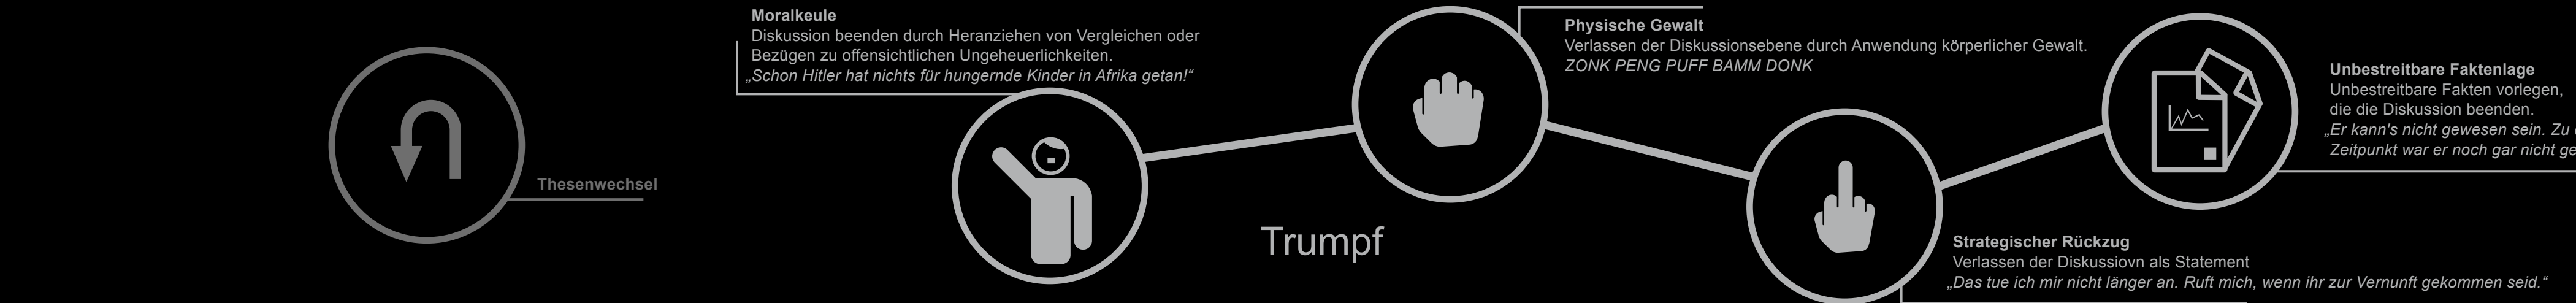 Thesenwechsel
Moralkeule
Diskussion beenden durch Heranziehen von Vergleichen oder
Bezügen zu offensichtlichen Ungeheuerlichkeiten.
„Schon Hitler hat nichts für hungernde Kinder in Afrika getan!“
Trumpf
Physische Gewalt
Verlassen der Diskussionsebene durch Anwendung körperlicher Gewalt.
ZONK PENG PUFF BAMM DONK
Strategischer Rückzug
Verlassen der Diskussiovn als Statement
„Das tue ich mir nicht länger an. Ruft mich, wenn ihr zur Vernunft gekommen seid.“
Unbestreitbare Faktenlage
Unbestreitbare Fakten vorlegen,
die die Diskussion beenden.
„Er kann's nicht gewesen sein. Zu
Zeitpunkt war er noch gar nicht